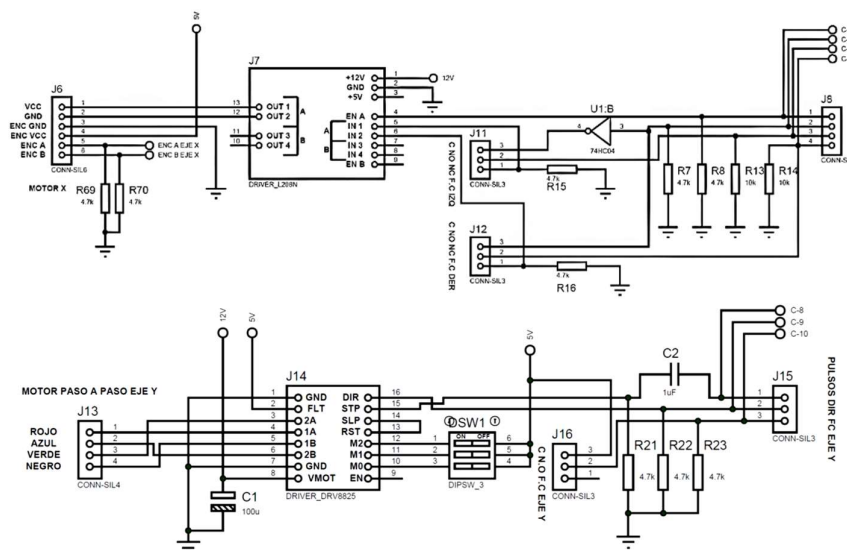 5V
J6
VCC
GND
ENC GND
ENC VCC
ENC A
ENC B
1
2
3
4
5
6
CONN-SIL6
MOTOR X
ENC A EJE X
ENC B EJE X
R69
4.7k
R70
4.7k
J7
13
12
11
10
OUT 1
OUT 2
OUT 3
OUT 4
A
B
+12V
GND
+5V
EN A
IN 1
IN 2
IN 3
IN 4
EN B
A
B
1
2
3
4
5
6
7
8
9
12V
DRIVER_L298N
J11
3
2
1
CONN-SIL3
C NO NC F.C IZQ
U1:B
4
3
74HC04
4.7k
R15
J12
3
2
1
CONN-SIL3
C NO NC F.C DER
4.7k
R16
R7
4.7k
R8
4.7k
R13
10k
R14
10k
J8
1
2
3
4
CONN-S
C-
C-
C-
C-
12V
5V
MOTOR PASO A PASO EJE Y
J13
ROJO
AZUL
VERDE
NEGRO
1
2
3
4
CONN-SIL4
J14
1
2
3
4
5
6
7
8
GND
FLT
2A
1A
1B
2B
GND
VMOT
DIR
STP
SLP
RST
M2
M1
M0
EN
16
15
14
13
12
11
10
9
DRIVER_DRV8825
C1
100u
DSW1
ON OFF
1
2
3
6
5
4
DIPSW_3
5V
J16
3
2
1
CONN-SIL3
C N.O F.C EJE Y
C2
1uF
R21
4.7k
R22
4.7k
R23
4.7k
C-8
C-9
C-10
J15
1
2
3
CONN-SIL3
PULSOS DIR FC EJE Y